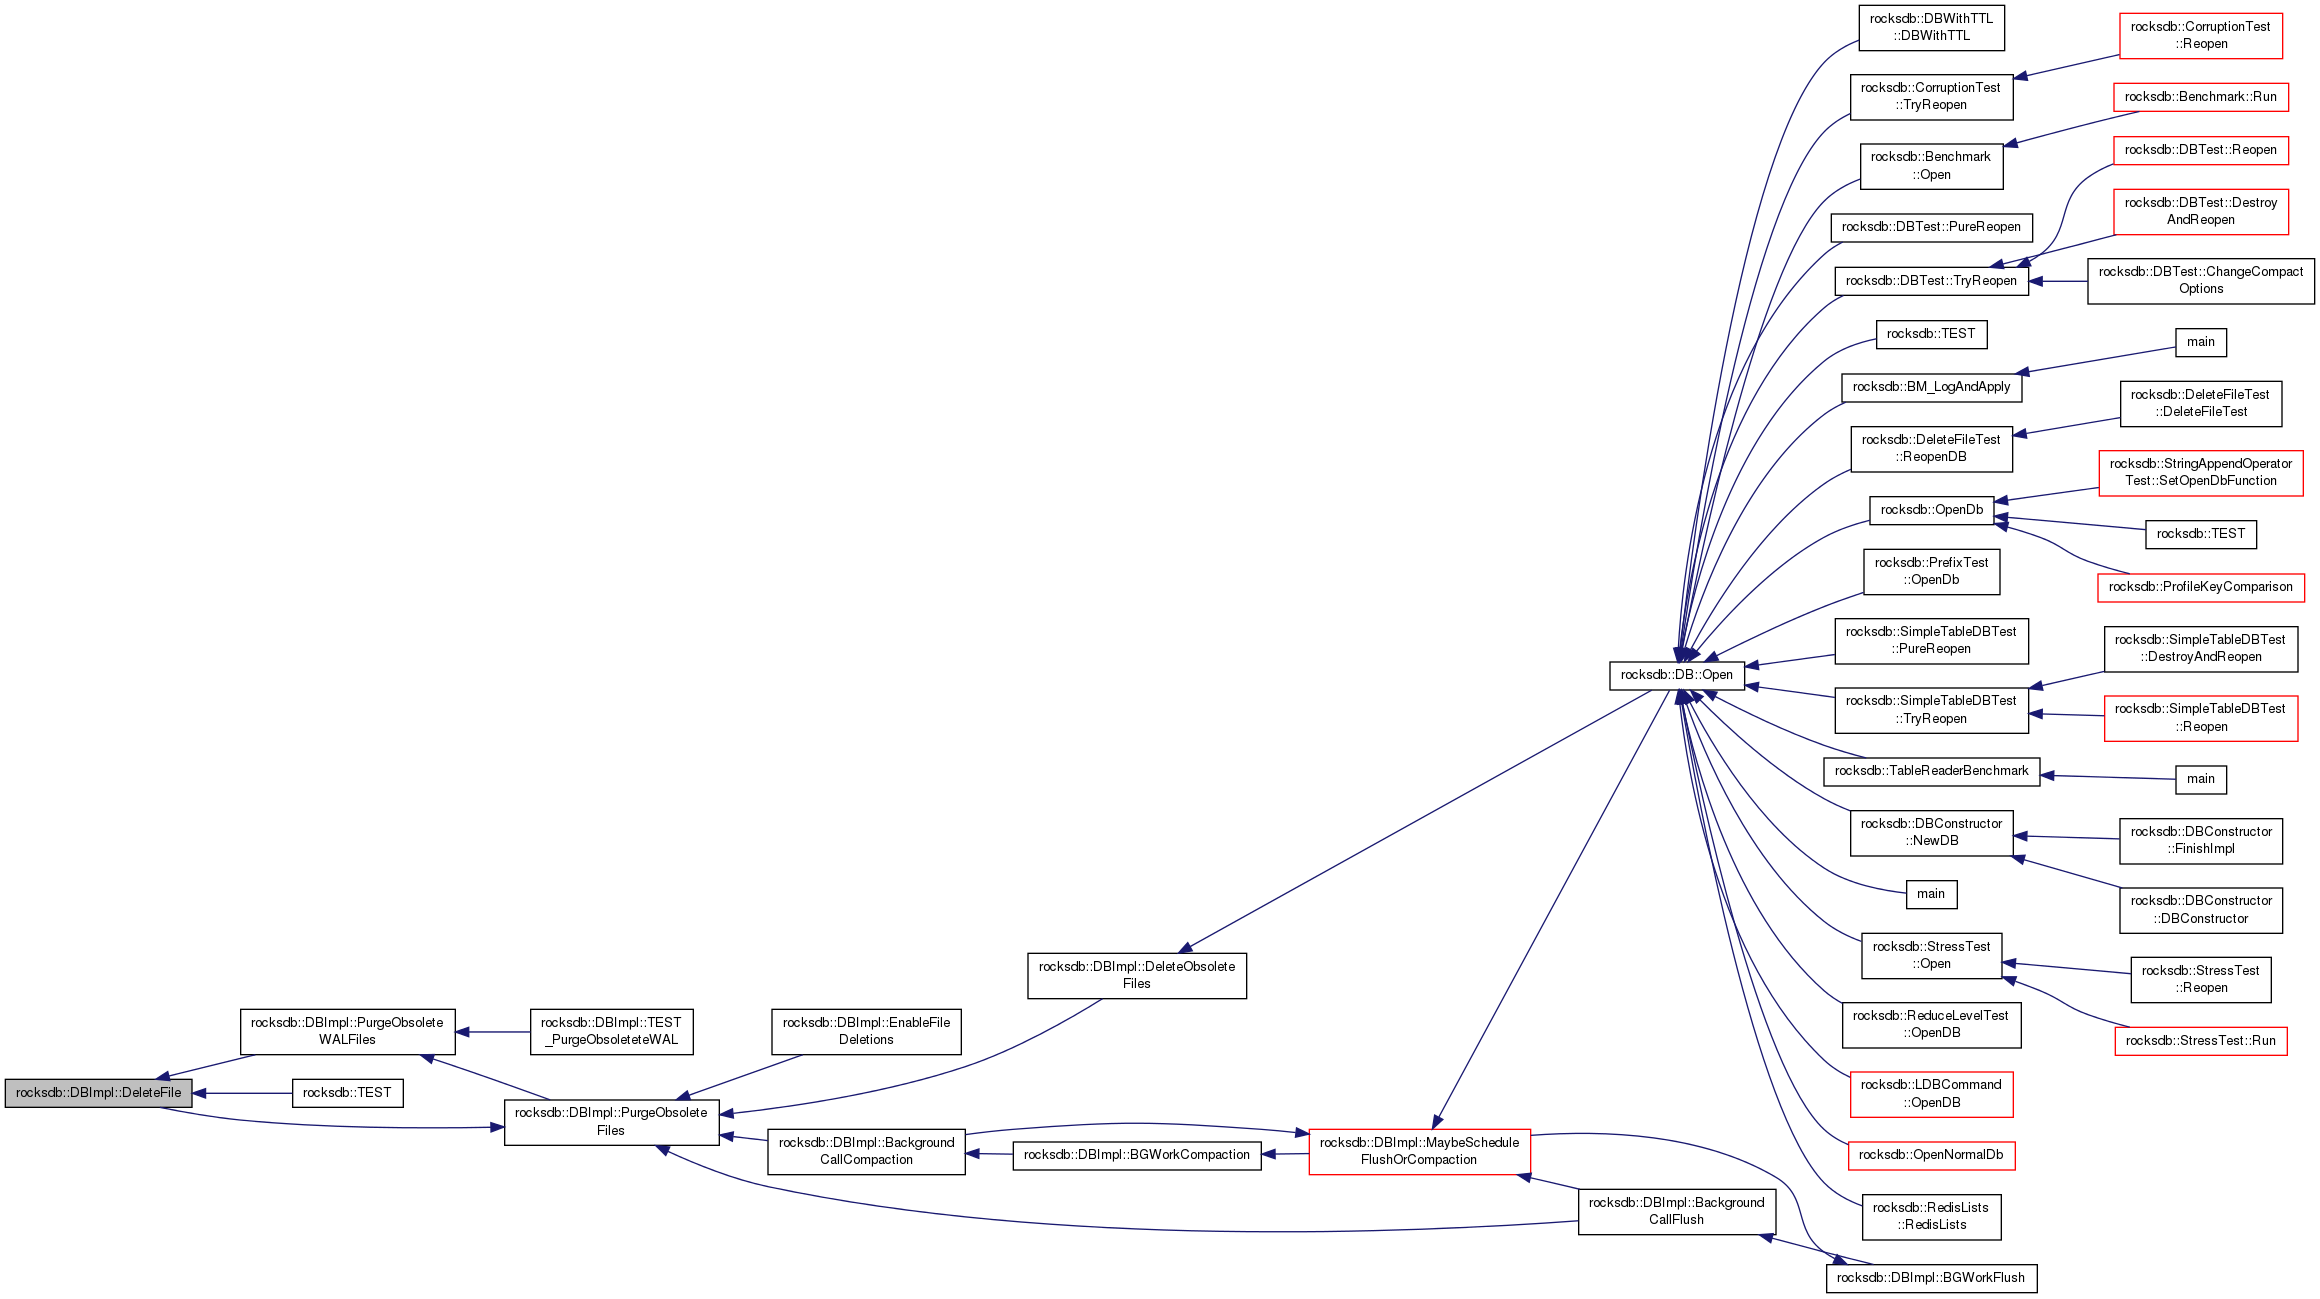 rocksdb::DBImpl::DeleteFile
rocksdb::DBImpl::PurgeObsolete
WALFiles
rocksdb::TEST
rocksdb::DBImpl::TEST
_PurgeObsoleteteWAL
rocksdb::DBImpl::PurgeObsolete
Files
rocksdb::DBImpl::EnableFile
Deletions
rocksdb::DBImpl::Background
CallCompaction
rocksdb::DBImpl::DeleteObsolete
Files
rocksdb::DBImpl::BGWorkCompaction
rocksdb::DBImpl::MaybeSchedule
FlushOrCompaction
rocksdb::DB::Open
rocksdb::DBImpl::Background
CallFlush
rocksdb::DBImpl::BGWorkFlush
rocksdb::DBWithTTL
::DBWithTTL
rocksdb::CorruptionTest
::TryReopen
rocksdb::Benchmark
::Open
rocksdb::DBTest::PureReopen
rocksdb::DBTest::TryReopen
rocksdb::TEST
rocksdb::BM_LogAndApply
rocksdb::DeleteFileTest
::ReopenDB
rocksdb::OpenDb
rocksdb::PrefixTest
::OpenDb
rocksdb::SimpleTableDBTest
::PureReopen
rocksdb::SimpleTableDBTest
::TryReopen
rocksdb::TableReaderBenchmark
rocksdb::DBConstructor
::NewDB
main
rocksdb::StressTest
::Open
rocksdb::ReduceLevelTest
::OpenDB
rocksdb::LDBCommand
::OpenDB
rocksdb::OpenNormalDb
rocksdb::RedisLists
::RedisLists
rocksdb::CorruptionTest
::Reopen
rocksdb::Benchmark::Run
rocksdb::DBTest::Reopen
rocksdb::DBTest::Destroy
AndReopen
rocksdb::DBTest::ChangeCompact
Options
main
rocksdb::DeleteFileTest
::DeleteFileTest
rocksdb::StringAppendOperator
Test::SetOpenDbFunction
rocksdb::TEST
rocksdb::ProfileKeyComparison
rocksdb::SimpleTableDBTest
::DestroyAndReopen
rocksdb::SimpleTableDBTest
::Reopen
main
rocksdb::DBConstructor
::FinishImpl
rocksdb::DBConstructor
::DBConstructor
rocksdb::StressTest
::Reopen
rocksdb::StressTest::Run